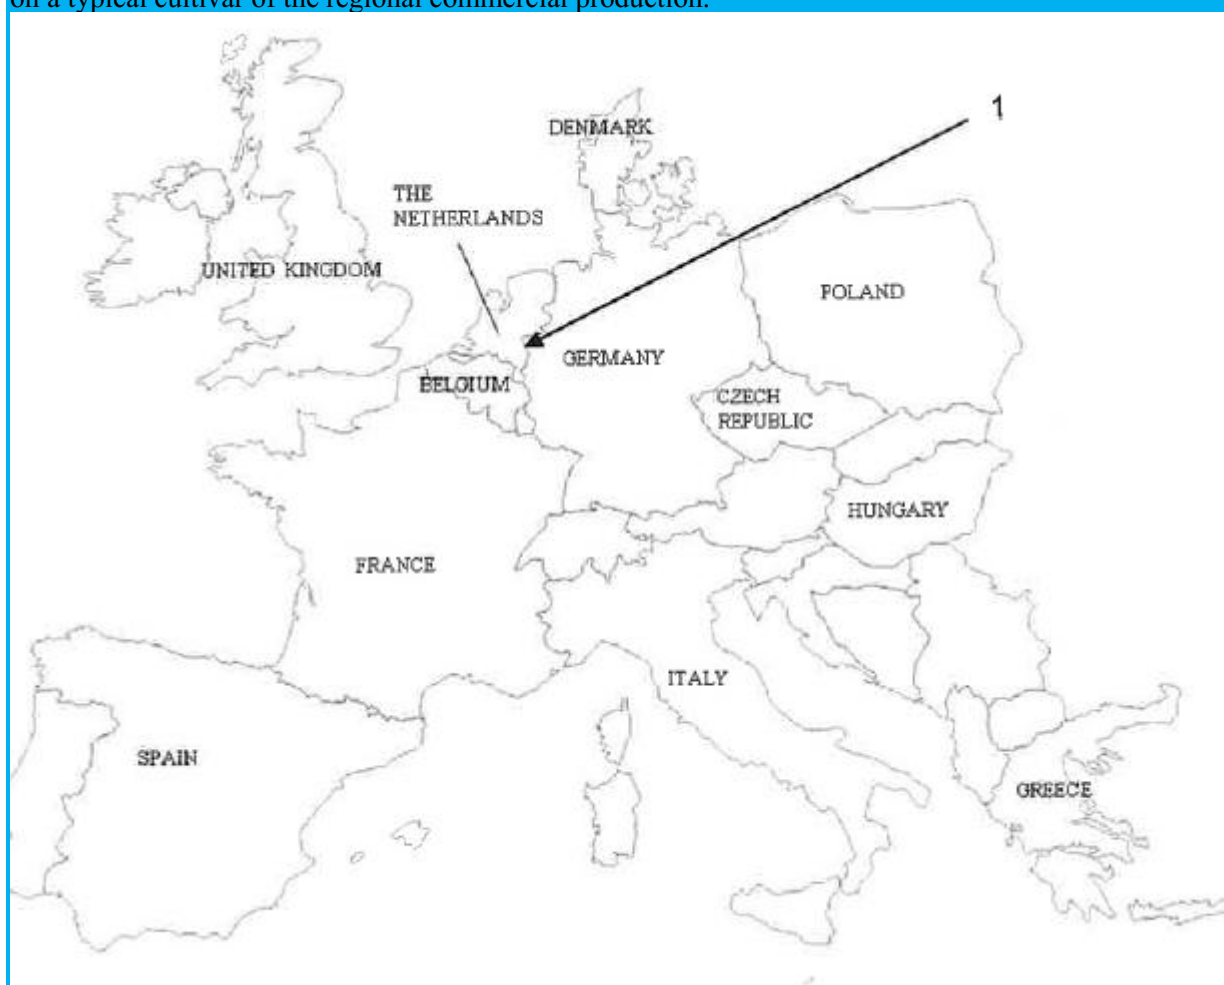 on a typical cultivar of the regional commercial production.
1
DENMARK
THE
NETHERLANDS
UNITED KINGDOM
POLAND
GERMANY
BELGIUM
CZECH
REPUBLIC
HUNGARY
FRANCE
ITALY
SPAIN
GREECE